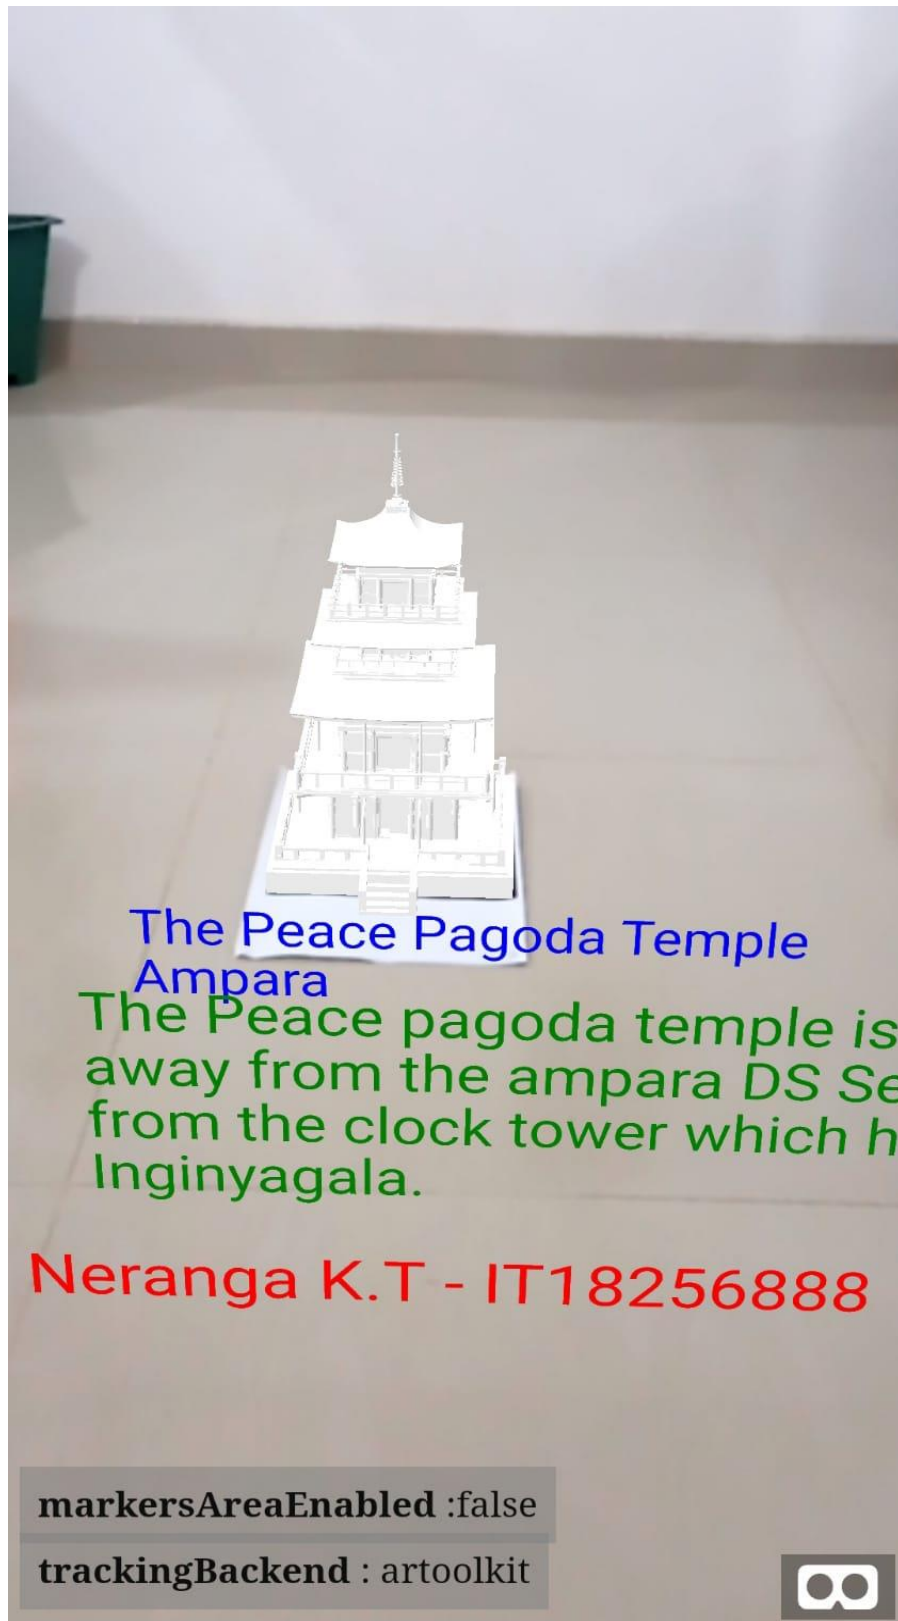 The Peace Pagoda Temple
Ampara
The Peace pagoda temple is
away from the ampara DS Se
from the clock tower which h
Inginyagala.
Neranga K.T - IT18256888
markersAreaEnabled :false
trackingBackend : artoolkit